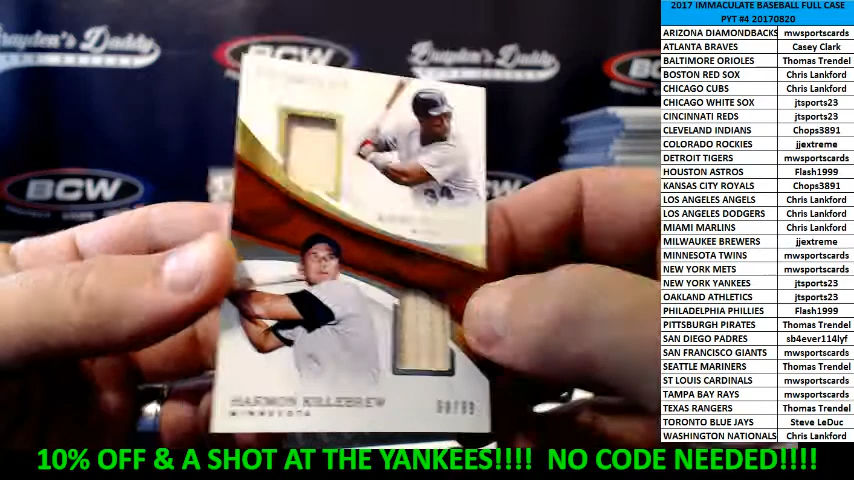 2017 IMMACULATE BASEBALL FULL CASE
PYT #4 20170820
ARIZONA DIAMONDBACKS mwsportscards
ATLANTA BRAVES Casey Clark
BALTIMORE ORIOLES Thomas Trendel
BOSTON RED SOX Chris Lankford
CHICAGO CUBS Chris Lankford
CHICAGO WHITE SOX jtsports23
CINCINNATI REDS jtsports23
CLEVELAND INDIANS Chops3891
COLORADO ROCKIES jjextreme
DETROIT TIGERS mwsportscards
HOUSTON ASTROS Flash1999
KANSAS CITY ROYALS Chops3891
LOS ANGELES ANGELS Chris Lankford
LOS ANGELES DODGERS Chris Lankford
MIAMI MARLINS Chris Lankford
MILWAUKEE BREWERS jjextreme
MINNESOTA TWINS mwsportscards
NEW YORK METS mwsportscards
NEW YORK YANKEES jtsports23
OAKLAND ATHLETICS jtsports23
PHILADELPHIA PHILLIES Flash1999
PITTSBURGH PIRATES Thomas Trendel
SAN DIEGO PADRES sb4ever114lyf
SAN FRANCISCO GIANTS mwsportscards
SEATTLE MARINERS Thomas Trendel
ST LOUIS CARDINALS mwsportscards
TAMPA BAY RAYS mwsportscards
TEXAS RANGERS Thomas Trendel
TORONTO BLUE JAYS Steve LeDuc
WASHINGTON NATIONALS Chris Lankford
Brayden's Daddy
Brayden's Daddy
BCW
BCW
34
HARMON KILLEBREW
MINNESOTA
10% OFF & A SHOT AT THE YANKEES!!!! NO CODE NEEDED!!!!